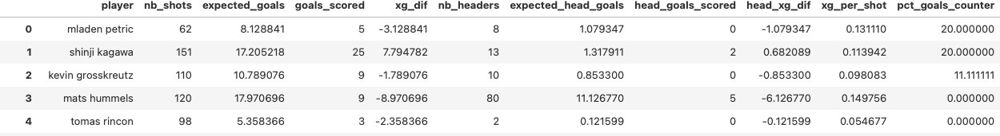 player nb_shots expected_goals goals_scored xg_dif nb_headers expected_head_goals head_goals_scored head_xg_dif xg_per_shot pct_goals_counter
0 mladen petric 62 8.128841 5 -3.128841 8 1.079347 0 -1.079347 0.131110 20.000000
1 shinji kagawa 151 17.205218 25 7.794782 13 1.317911 2 0.682089 0.113942 20.000000
2 kevin grosskreutz 110 10.789076 9 -1.789076 10 0.853300 0 -0.853300 0.098083 11.111111
3 mats hummels 120 17.970696 9 -8.970696 80 11.126770 5 -6.126770 0.149756 0.000000
4 tomas rincon 98 5.358366 3 -2.358366 2 0.121599 0 -0.121599 0.054677 0.000000